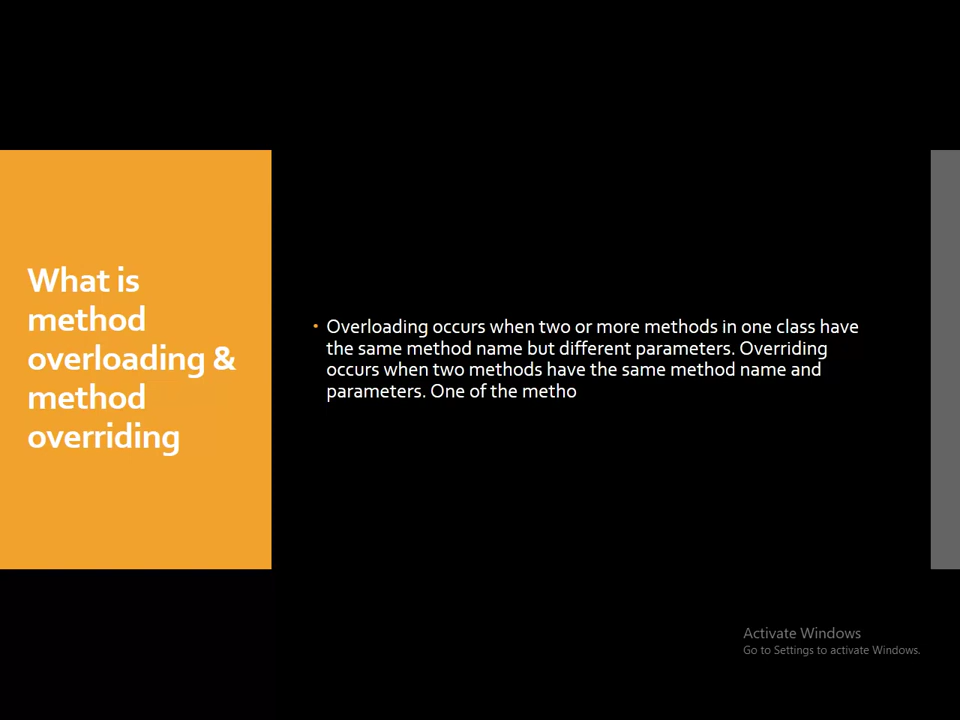 What is
method
overloading &
method
overriding
• Overloading occurs when two or more methods in one class have
the same method name but different parameters. Overriding
occurs when two methods have the same method name and
parameters. One of the metho
Activate Windows
Go to Settings to activate Windows.